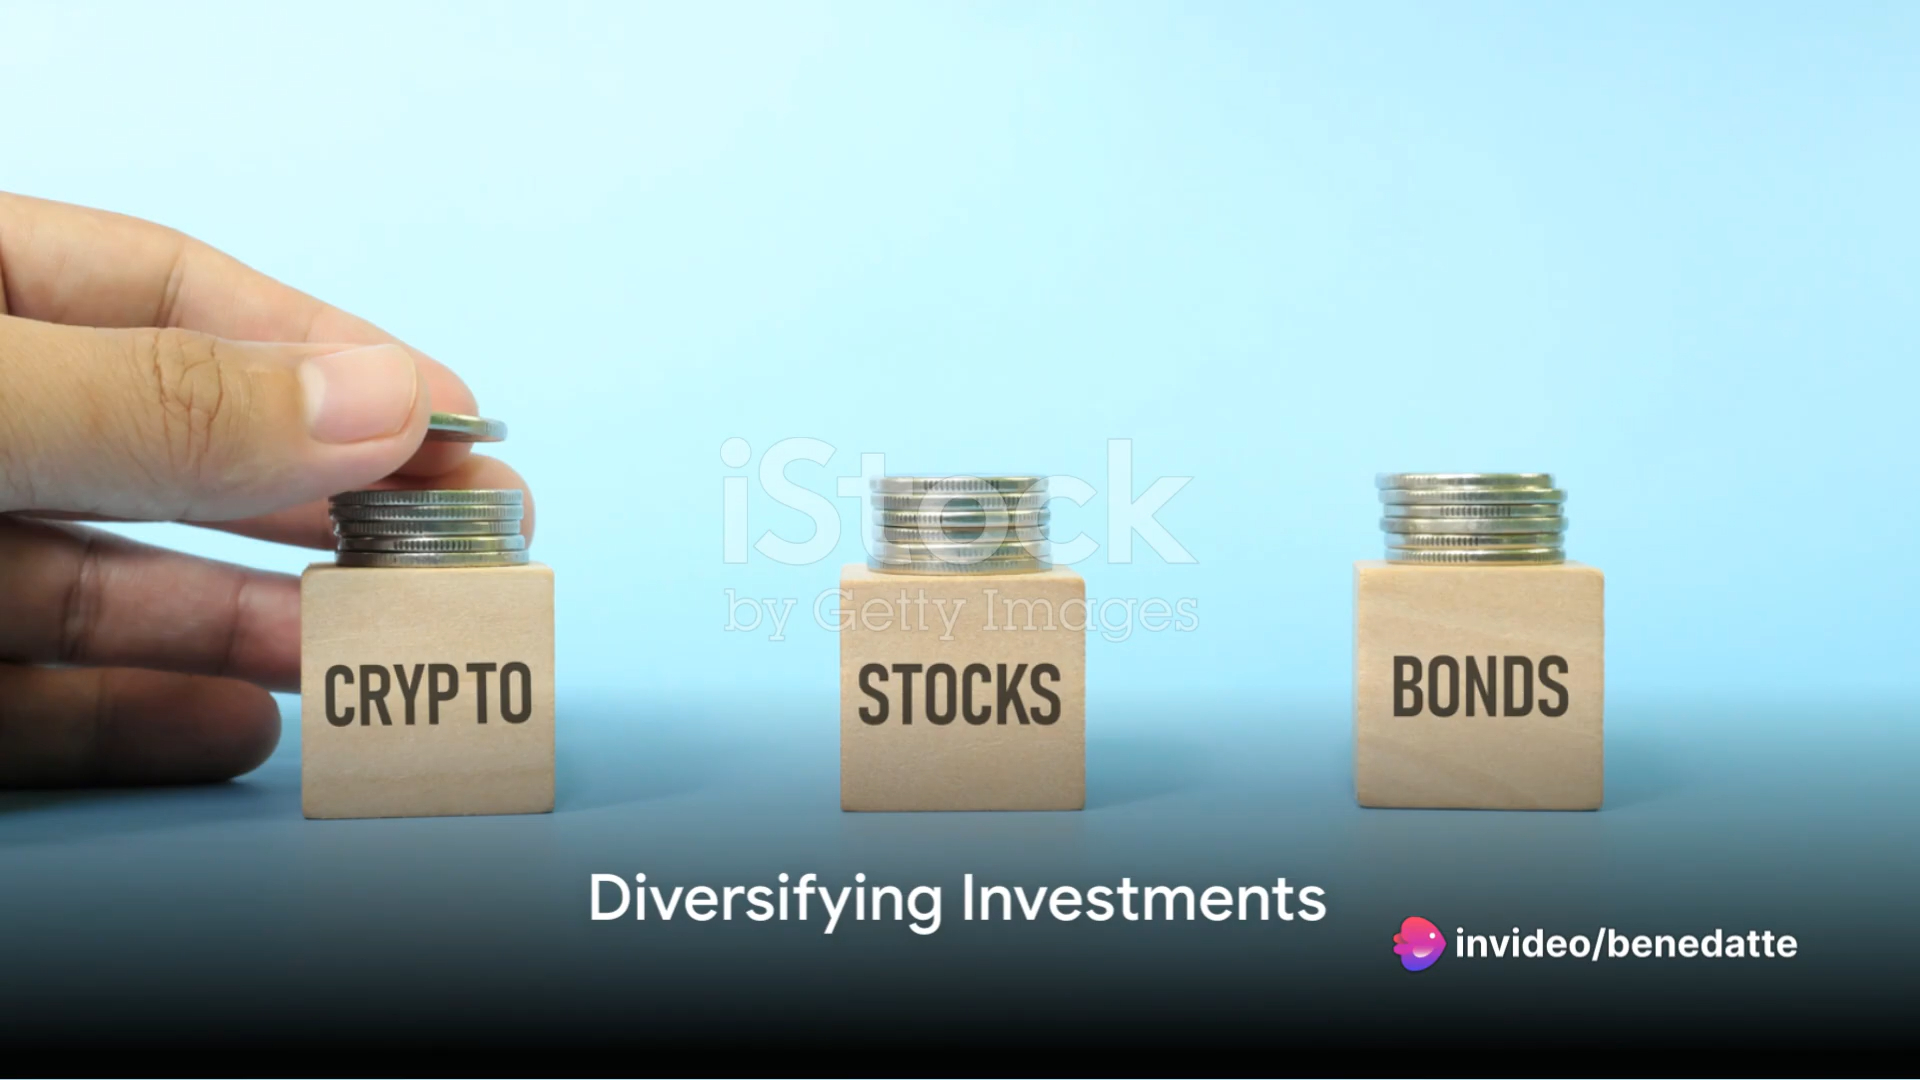 iStock
by Getty Images
CRYPTO
STOCKS
BONDS
Diversifying Investments
invideo/benedatte